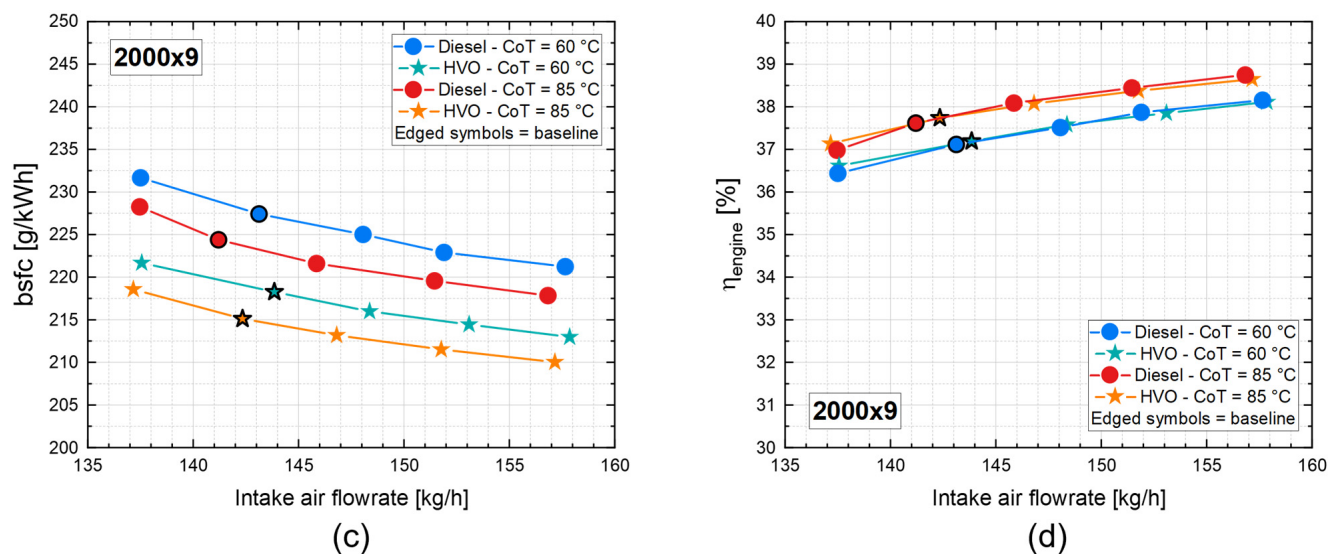 250
245
240
235
230
225
220
215
210
205
200
bsfc [g/kWh]
2000x9
Diesel - CoT = 60 °C
HVO - CoT = 60 °C
Diesel - CoT = 85 °C
HVO - CoT = 85 °C
Edged symbols = baseline
135 140 145 150 155 160
Intake air flowrate [kg/h]
(c)
40
39
38
37
36
35
34
33
32
31
30
ηengine [%]
Diesel - CoT = 60 °C
HVO - CoT = 60 °C
Diesel - CoT = 85 °C
HVO - CoT = 85 °C
Edged symbols = baseline
2000x9
135 140 145 150 155 160
Intake air flowrate [kg/h]
(d)